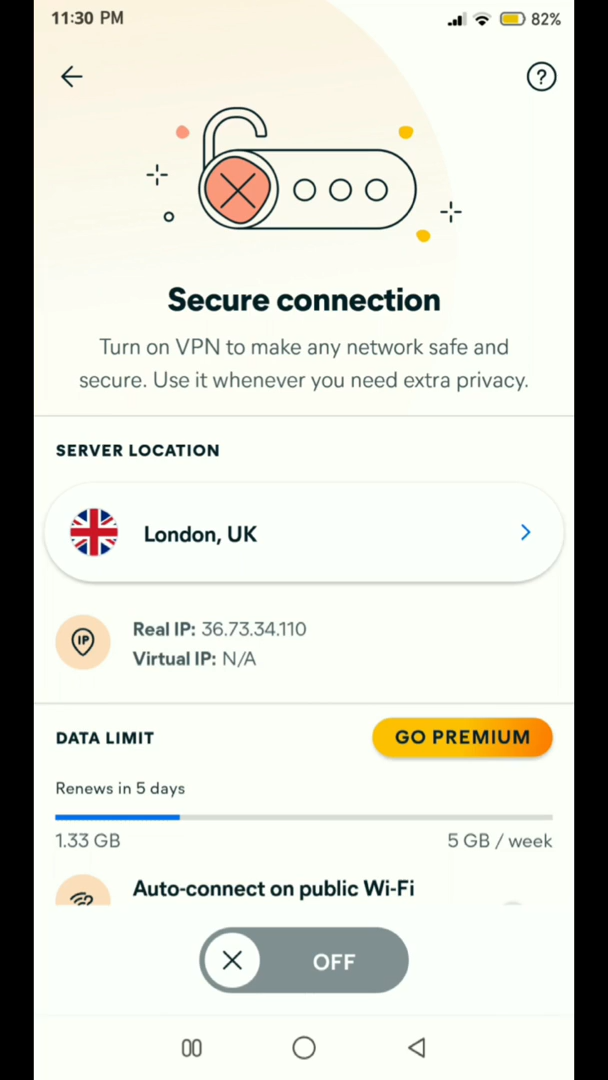 11:30 PM 82%
Secure connection
Turn on VPN to make any network safe and
secure. Use it whenever you need extra privacy.
SERVER LOCATION
London, UK
IP
Real IP: 36.73.34.110
Virtual IP: N/A
DATA LIMIT
GO PREMIUM
Renews in 5 days
1.33 GB 5 GB / week
Auto-connect on public Wi-Fi
OFF